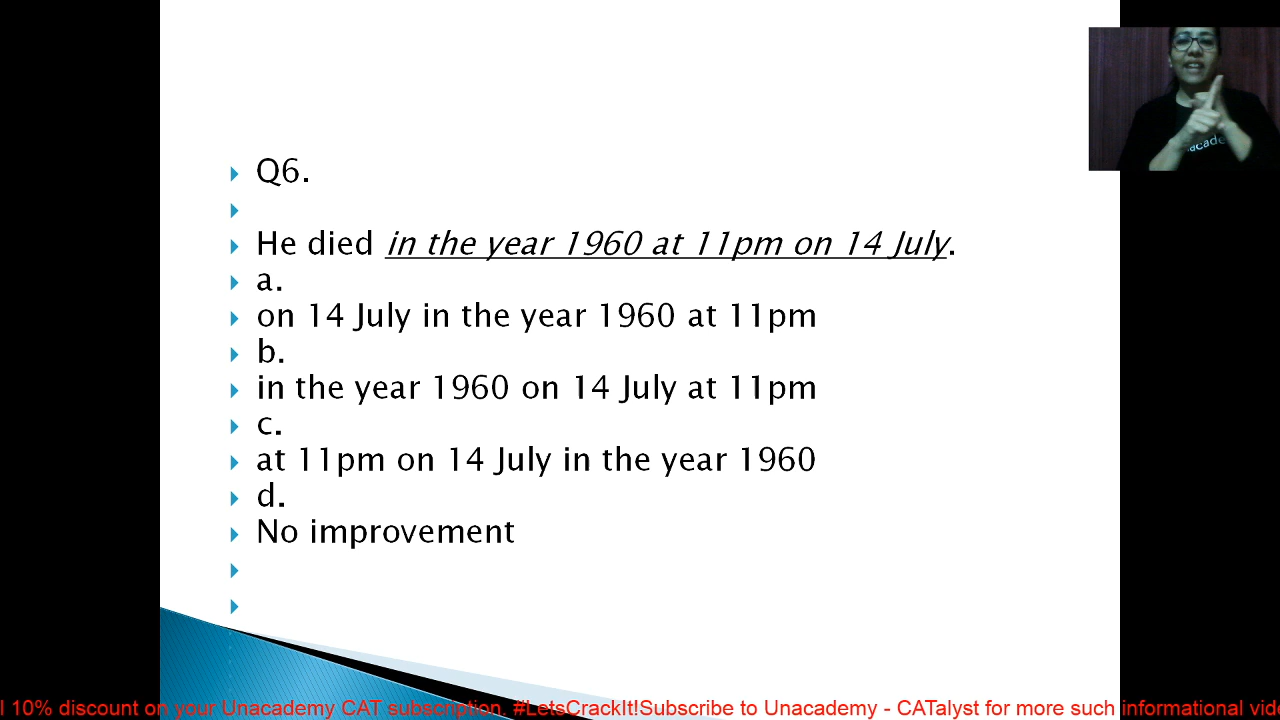 Q6.
He died in the year 1960 at 11pm on 14 July.
a.
on 14 July in the year 1960 at 11pm
b.
in the year 1960 on 14 July at 11pm
c.
at 11pm on 14 July in the year 1960
d.
No improvement
10% discount on your Unacademy CAT subscription. #LetsCrackIt!Subscribe to Unacademy - CATalyst for more such informational